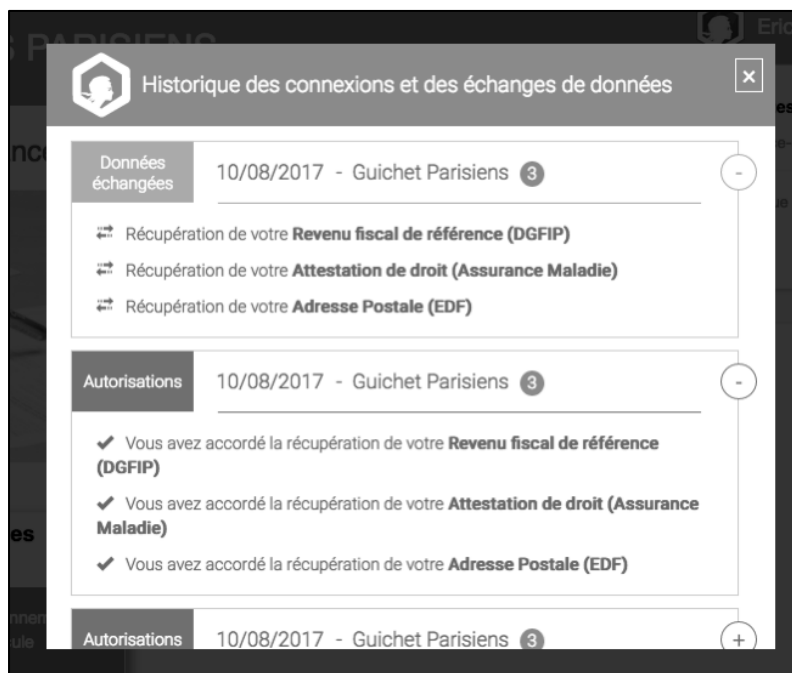 PARISIENS
Eric
Historique des connexions et des échanges de données
×
Données
échangées
10/08/2017 - Guichet Parisiens 3
-
Récupération de votre Revenu fiscal de référence (DGFIP)
Récupération de votre Attestation de droit (Assurance Maladie)
Récupération de votre Adresse Postale (EDF)
Autorisations
10/08/2017 - Guichet Parisiens 3
-
Vous avez accordé la récupération de votre Revenu fiscal de référence
(DGFIP)
Vous avez accordé la récupération de votre Attestation de droit (Assurance
Maladie)
Vous avez accordé la récupération de votre Adresse Postale (EDF)
Autorisations
10/08/2017 - Guichet Parisiens 3
+